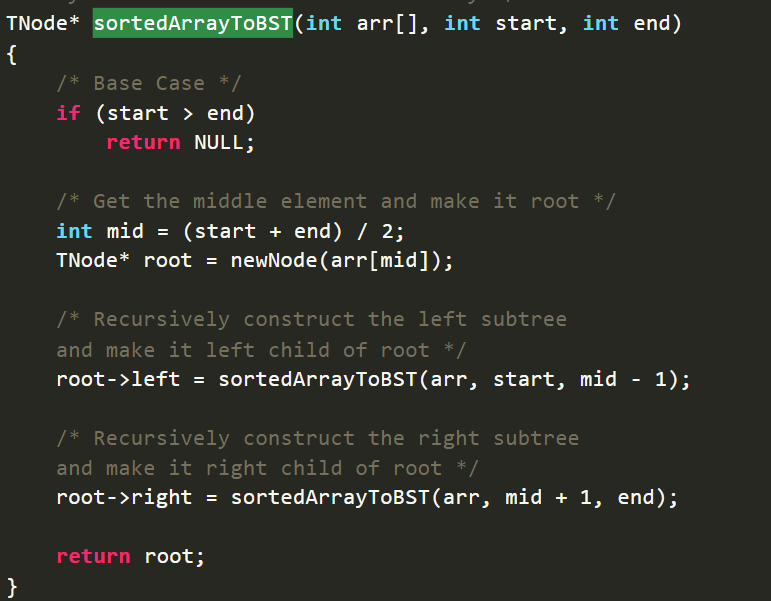 TNode* sortedArrayToBST(int arr[], int start, int end)
{
    /* Base Case */
    if (start > end)
        return NULL;

    /* Get the middle element and make it root */
    int mid = (start + end) / 2;
    TNode* root = newNode(arr[mid]);

    /* Recursively construct the left subtree
    and make it left child of root */
    root->left = sortedArrayToBST(arr, start, mid - 1);

    /* Recursively construct the right subtree
    and make it right child of root */
    root->right = sortedArrayToBST(arr, mid + 1, end);

    return root;
}